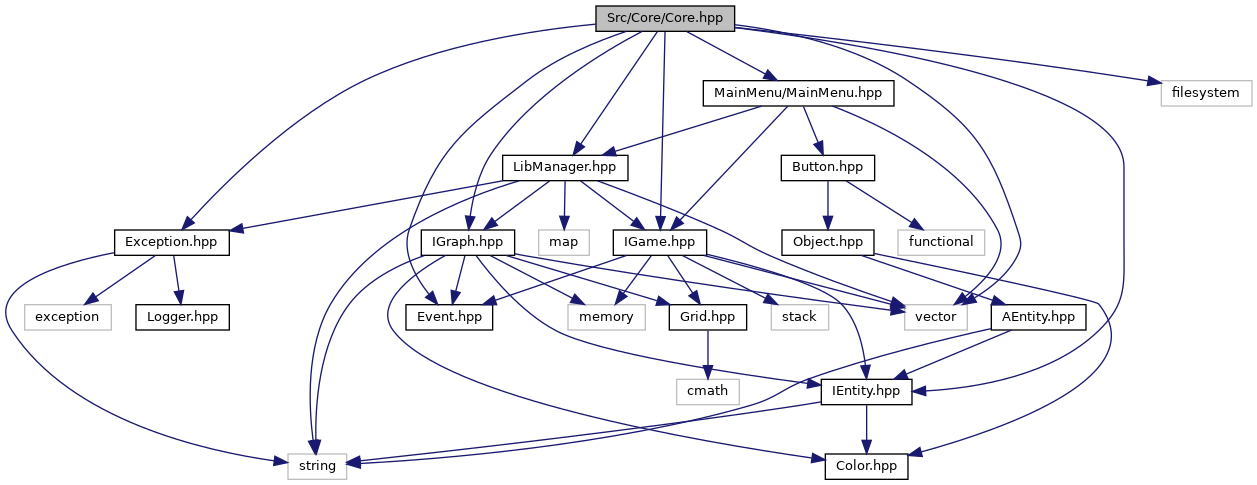 Src/Core/Core.hpp
MainMenu/MainMenu.hpp
filesystem
LibManager.hpp
Button.hpp
Exception.hpp
IGraph.hpp
map
IGame.hpp
Object.hpp
functional
exception
Logger.hpp
Event.hpp
memory
Grid.hpp
stack
vector
AEntity.hpp
cmath
IEntity.hpp
string
Color.hpp